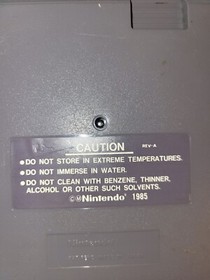 CAUTION REV-A
●DO NOT STORE IN EXTREME TEMPERATURES.
●DO NOT IMMERSE IN WATER.
●DO NOT CLEAN WITH BENZENE, THINNER,
ALCOHOL OR OTHER SUCH SOLVENTS.
©ⓂNintendo® 1985